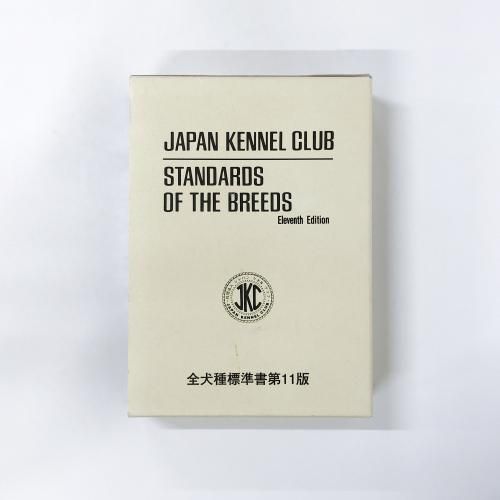 JAPAN KENNEL CLUB
STANDARDS
OF THE BREEDS
Eleventh Edition
JKC
JAPAN KENNEL CLUB
全犬種標準書第11版